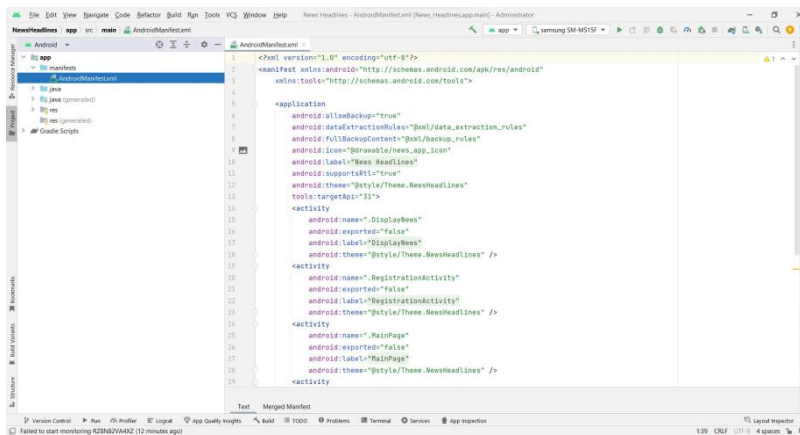 File Edit View Navigate Code Refactor Build Run Tools VCS Window Help News Headlines - AndroidManifest.xml [News_Headlines.app.main] - Administrator
NewsHeadlines app src main AndroidManifest.xml
app
samsung SM-M515F
Android
AndroidManifest.xml
Resource Manager
Project
Bookmarks
Build Variants
Structure
app
manifests
AndroidManifest.xml
java
java (generated)
res
res (generated)
Gradle Scripts
1 <?xml version="1.0" encoding="utf-8"?>
2 <manifest xmlns:android="http://schemas.android.com/apk/res/android"
3 xmlns:tools="http://schemas.android.com/tools">
4
5 <application
6 android:allowBackup="true"
7 android:dataExtractionRules="@xml/data_extraction_rules"
8 android:fullBackupContent="@xml/backup_rules"
9 android:icon="@drawable/news_app_icon"
10 android:label="News Headlines"
11 android:supportsRtl="true"
12 android:theme="@style/Theme.NewsHeadlines"
13 tools:targetApi="31">
14 <activity
15 android:name=".DisplayNews"
16 android:exported="false"
17 android:label="DisplayNews"
18 android:theme="@style/Theme.NewsHeadlines" />
19 <activity
20 android:name=".RegistrationActivity"
21 android:exported="false"
22 android:label="RegistrationActivity"
23 android:theme="@style/Theme.NewsHeadlines" />
24 <activity
25 android:name=".MainPage"
26 android:exported="false"
27 android:label="MainPage"
28 android:theme="@style/Theme.NewsHeadlines" />
29 <activity
1
Text Merged Manifest
Version Control Run Profiler Logcat App Quality Insights Build TODO Problems Terminal Services App Inspection Layout Inspector
Failed to start monitoring RZ8N82VA4XZ (12 minutes ago) 1:39 CRLF UTF-8 4 spaces